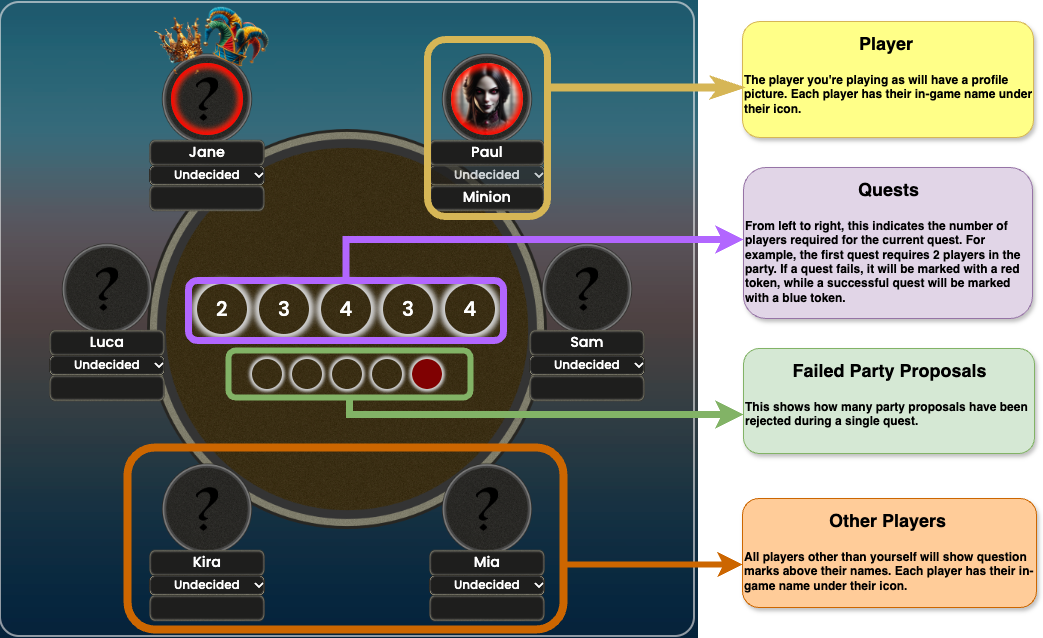 ?
Jane
Undecided
Paul
Undecided
Minion
?
Luca
Undecided
2 3 4 3 4
?
Sam
Undecided
?
Kira
Undecided
?
Mia
Undecided
Player
The player you're playing as will have a profile
picture. Each player has their in-game name under
their icon.
Quests
From left to right, this indicates the number of
players required for the current quest. For
example, the first quest requires 2 players in the
party. If a quest fails, it will be marked with a red
token, while a successful quest will be marked
with a blue token.
Failed Party Proposals
This shows how many party proposals have been
rejected during a single quest.
Other Players
All players other than yourself will show question
marks above their names. Each player has their in-
game name under their icon.